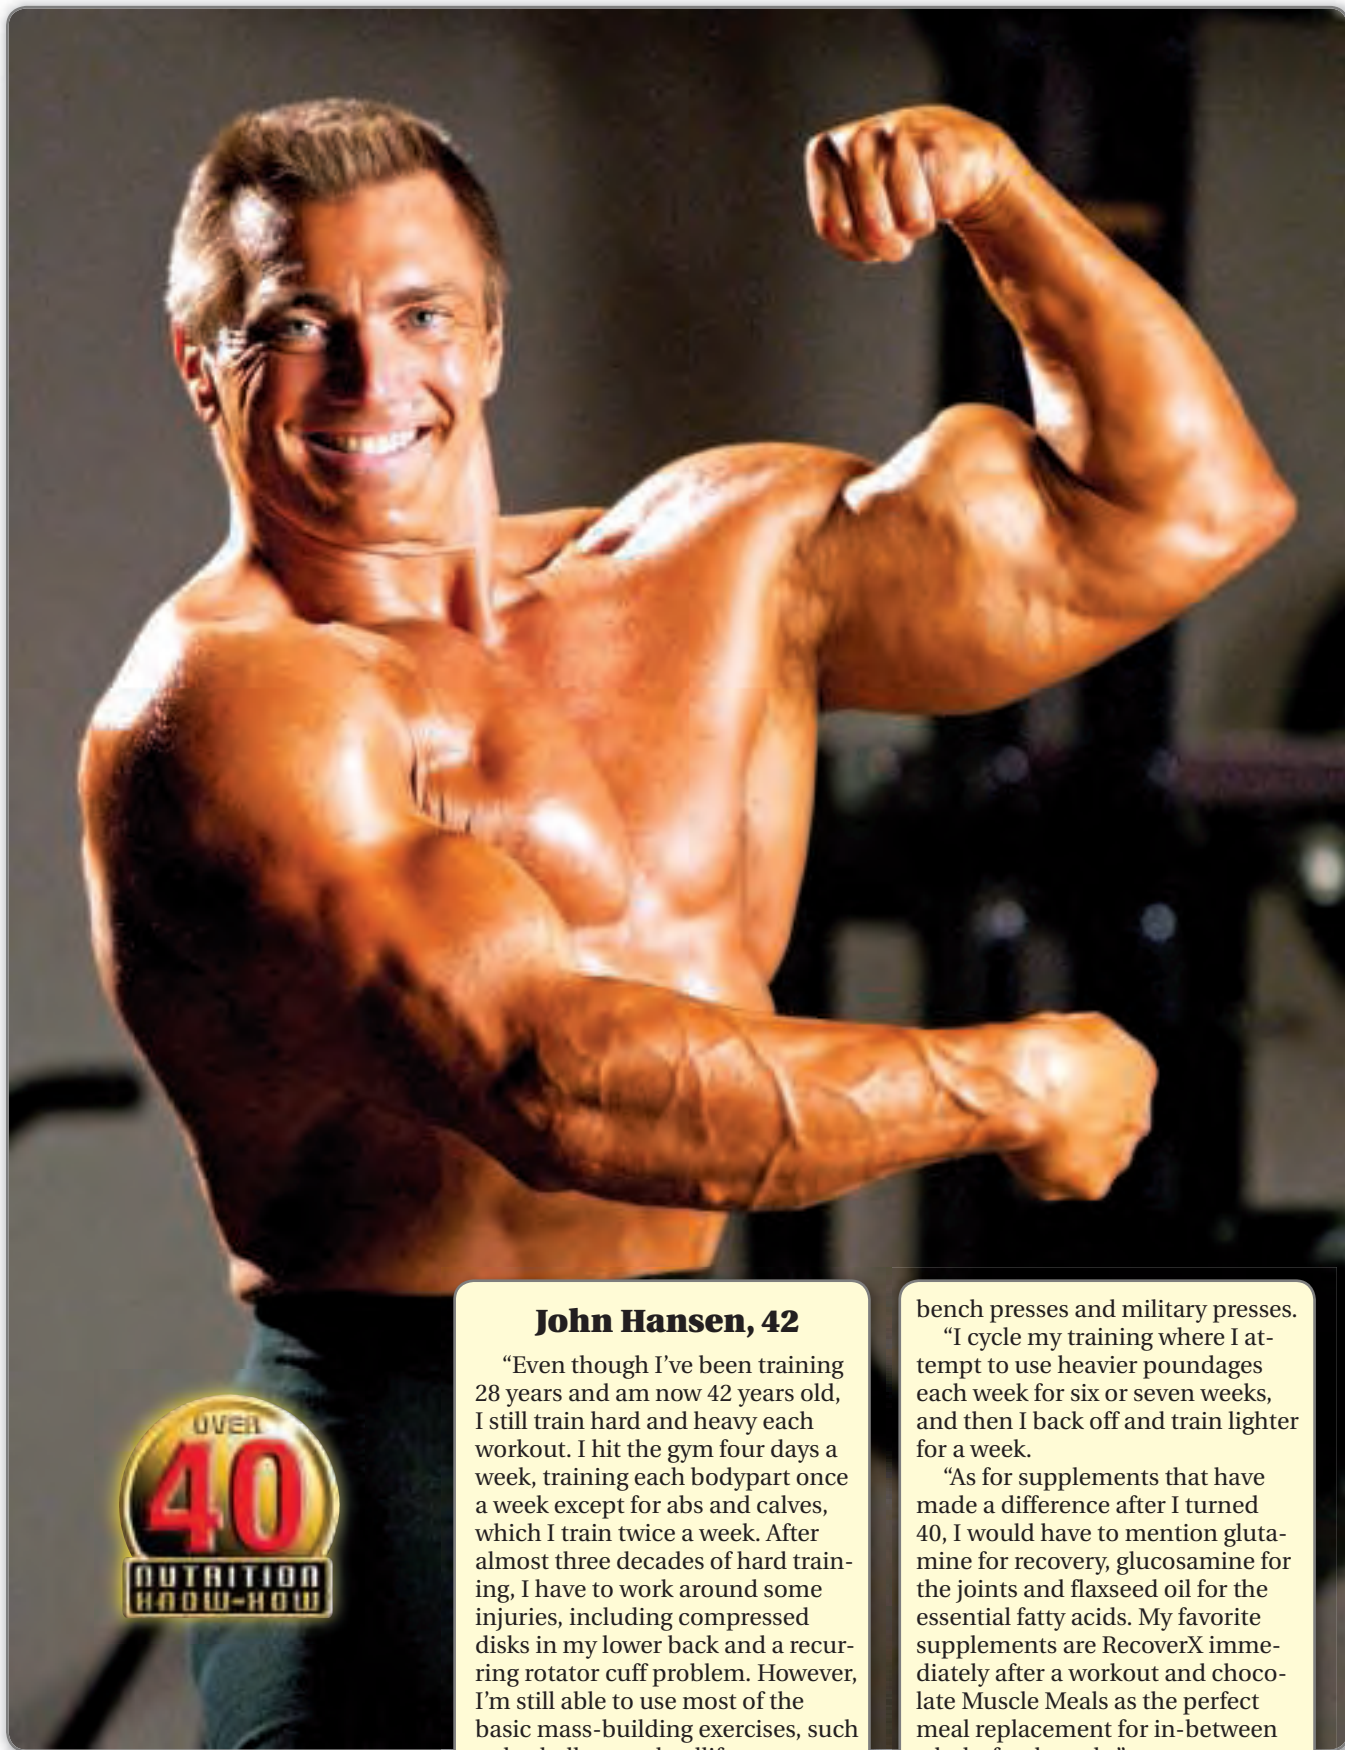 OVER
40
NUTRITION
KNOW-HOW
John Hansen, 42
“Even though I’ve been training
28 years and am now 42 years old,
I still train hard and heavy each
workout. I hit the gym four days a
week, training each bodypart once
a week except for abs and calves,
which I train twice a week. After
almost three decades of hard train-
ing, I have to work around some
injuries, including compressed
disks in my lower back and a recur-
ring rotator cuff problem. However,
I’m still able to use most of the
basic mass-building exercises, such
bench presses and military presses.
“I cycle my training where I at-
tempt to use heavier poundages
each week for six or seven weeks,
and then I back off and train lighter
for a week.
“As for supplements that have
made a difference after I turned
40, I would have to mention gluta-
mine for recovery, glucosamine for
the joints and flaxseed oil for the
essential fatty acids. My favorite
supplements are RecoverX imme-
diately after a workout and choco-
late Muscle Meals as the perfect
meal replacement for in-between